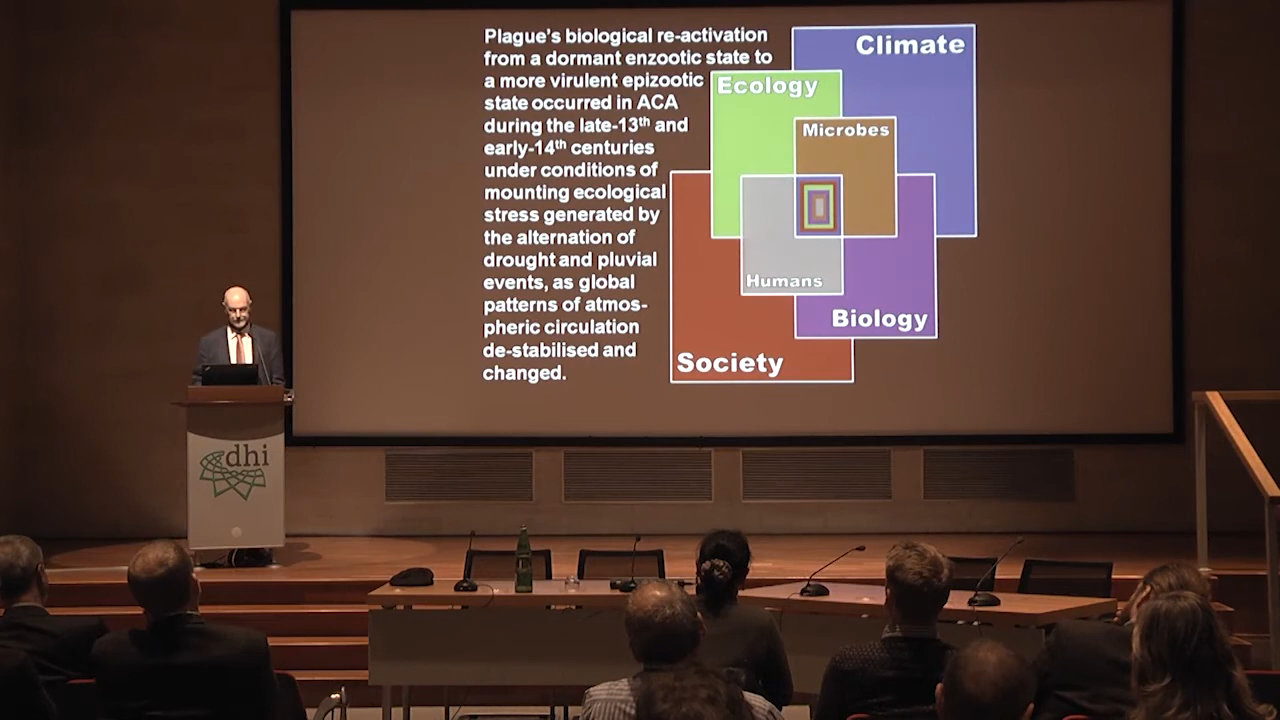 Plague's biological re-activation
from a dormant enzootic state to
a more virulent epizootic
state occurred in ACA
during the late-13th and
early-14th centuries
under conditions of
mounting ecological
stress generated by
the alternation of
drought and pluvial
events, as global
patterns of atmos-
pheric circulation
de-stabilised and
changed.
Climate
Ecology
Microbes
Humans
Biology
Society
dhi